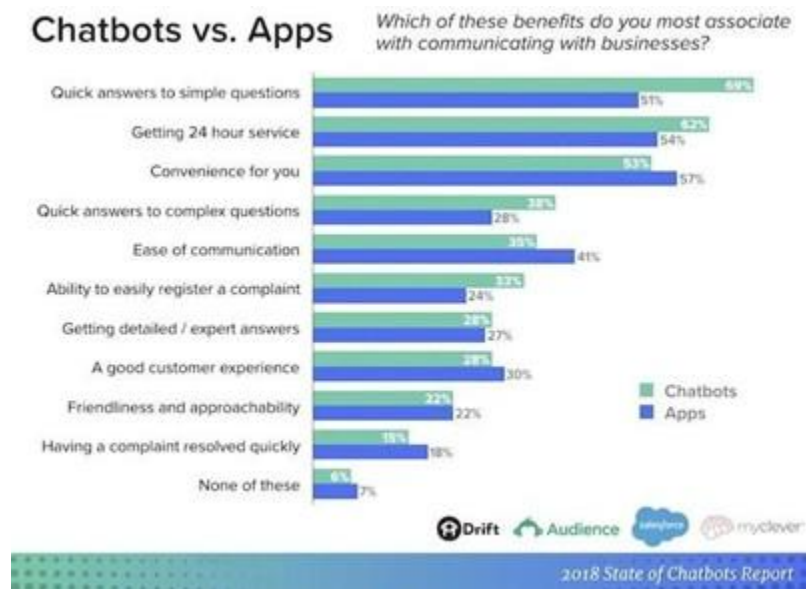 Chatbots vs. Apps
Which of these benefits do you most associate
with communicating with businesses?
Quick answers to simple questions
69%
51%
Getting 24 hour service
62%
54%
Convenience for you
53%
57%
Quick answers to complex questions
38%
28%
Ease of communication
35%
41%
Ability to easily register a complaint
33%
24%
Getting detailed / expert answers
28%
27%
A good customer experience
28%
30%
Friendliness and approachability
22%
22%
Having a complaint resolved quickly
15%
18%
None of these
6%
7%
Chatbots
Apps
Drift
Audience
salesforce
myclever
2018 State of Chatbots Report